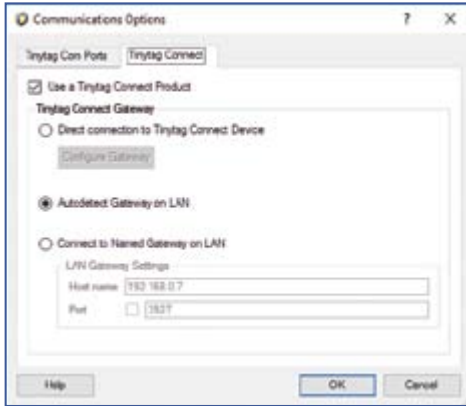 Communications Options
Tinytag Com Ports
Tinytag Connect
Use a Tinytag Connect Product
Tinytag Connect Gateway
Direct connection to Tinytag Connect Device
Configure Gateway
Autodetect Gateway on LAN
Connect to Named Gateway on LAN
LAN Gateway Settings
Host name 192.168.0.7
Port
Help OK Cancel